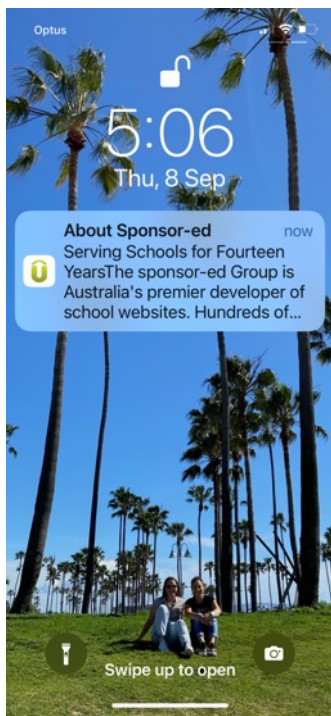 Optus
5:06
Thu, 8 Sep
About Sponsor-ed now
Serving Schools for Fourteen
YearsThe sponsor-ed Group is
Australia's premier developer of
school websites. Hundreds of...
Swipe up to open